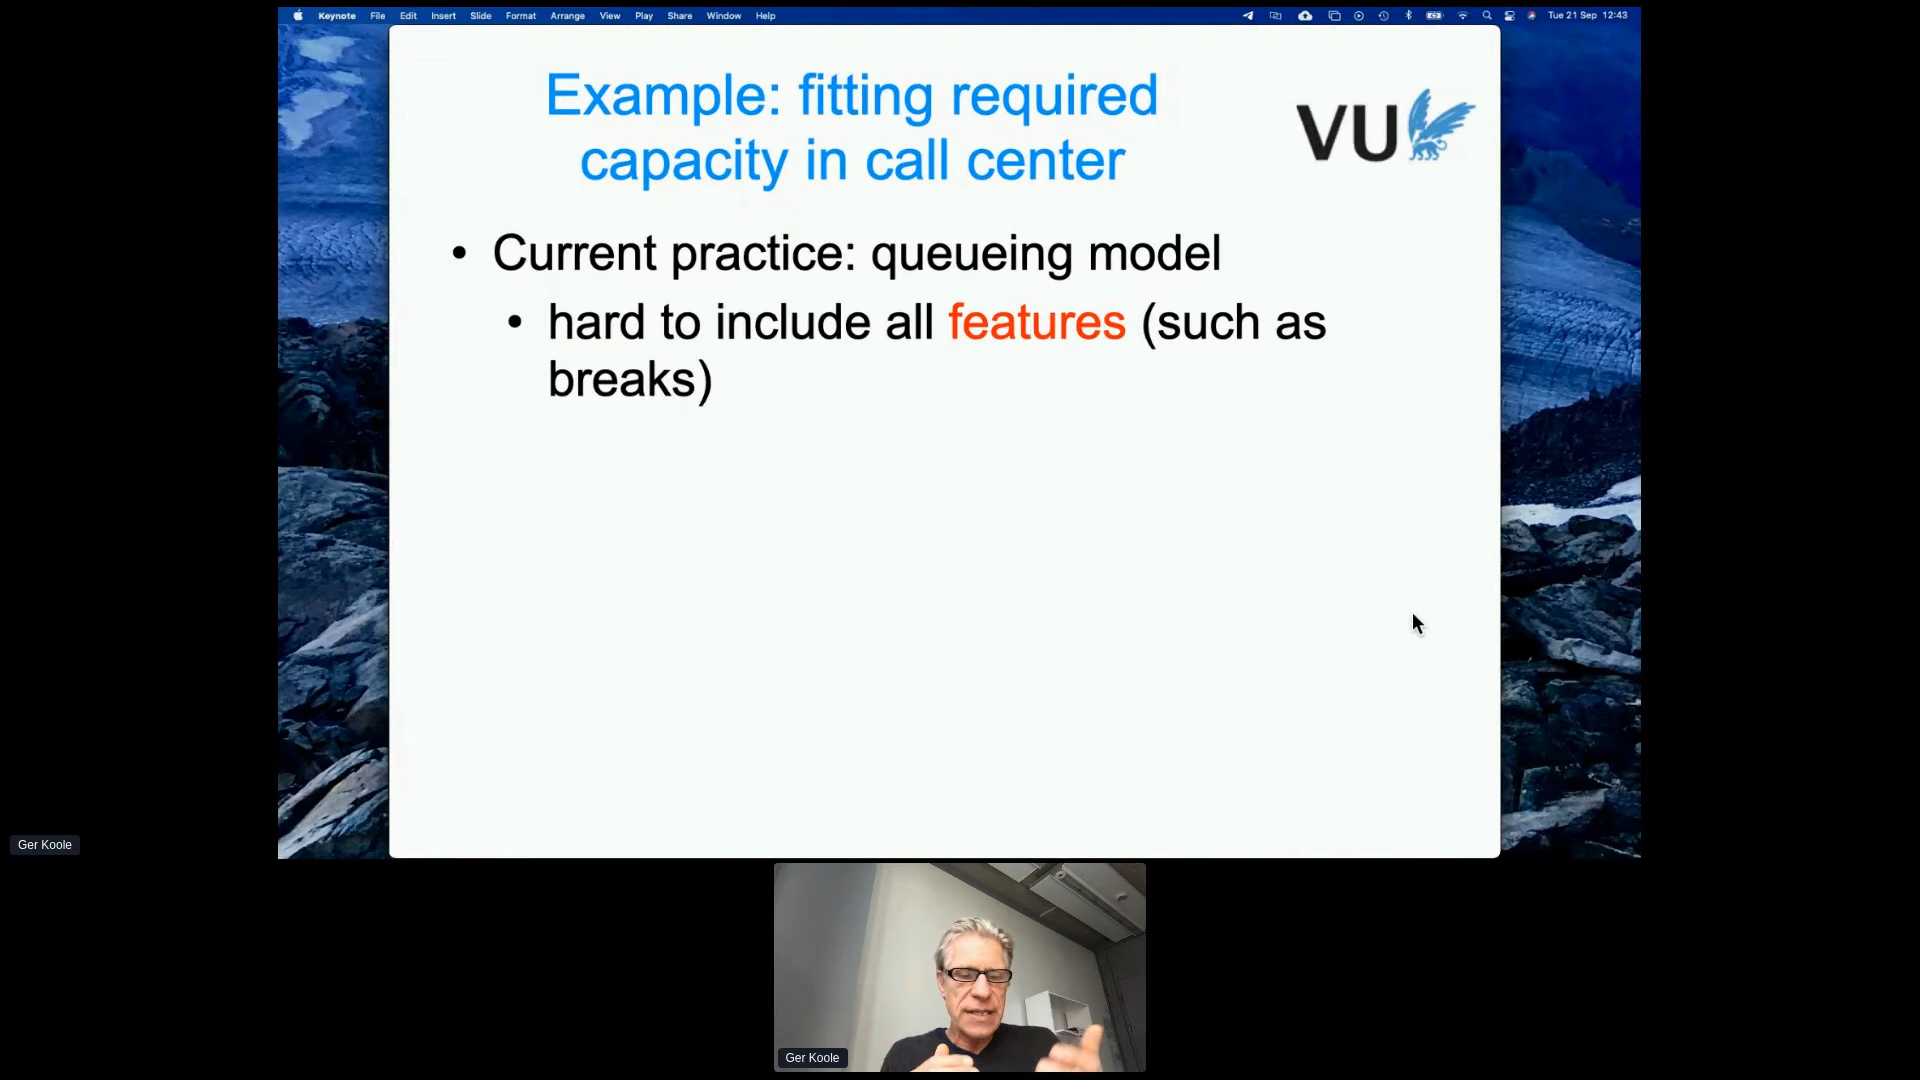 Keynote File Edit Insert Slide Format Arrange View Play Share Window Help
Tue 21 Sep 12:43
Example: fitting required
capacity in call center
VU
• Current practice: queueing model
• hard to include all features (such as
breaks)
Ger Koole
Ger Koole